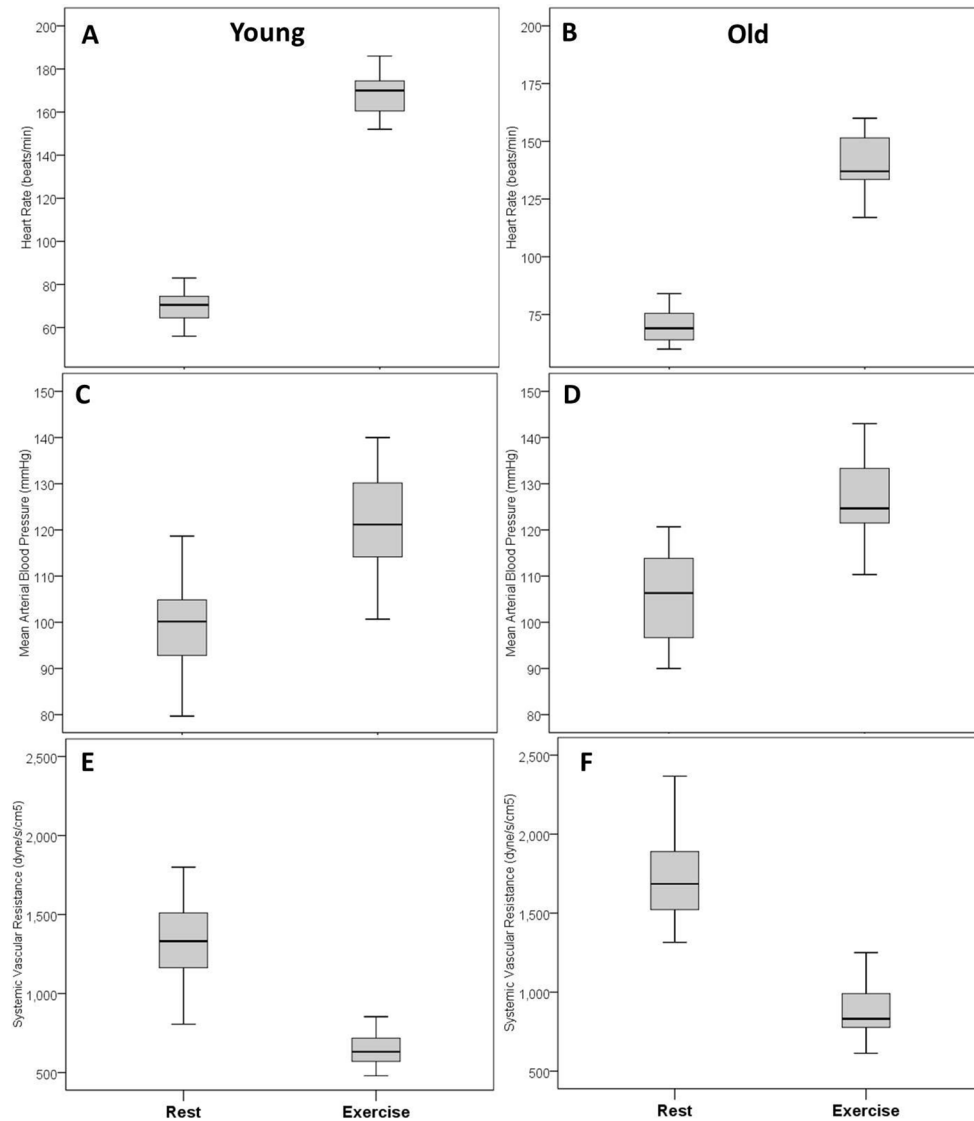 A
Young
Heart Rate (beats/min)
200
180
160
140
120
100
80
60
B
Old
Heart Rate (beats/min)
200
175
150
125
100
75
C
Mean Arterial Blood Pressure (mmHg)
150
140
130
120
110
100
90
80
D
Mean Arterial Blood Pressure (mmHg)
150
140
130
120
110
100
90
80
E
Systemic Vascular Resistance (dyne/s/cm5)
2,500
2,000
1,500
1,000
500
Rest
Exercise
F
Systemic Vascular Resistance (dyne/s/cm5)
2,500
2,000
1,500
1,000
500
Rest
Exercise